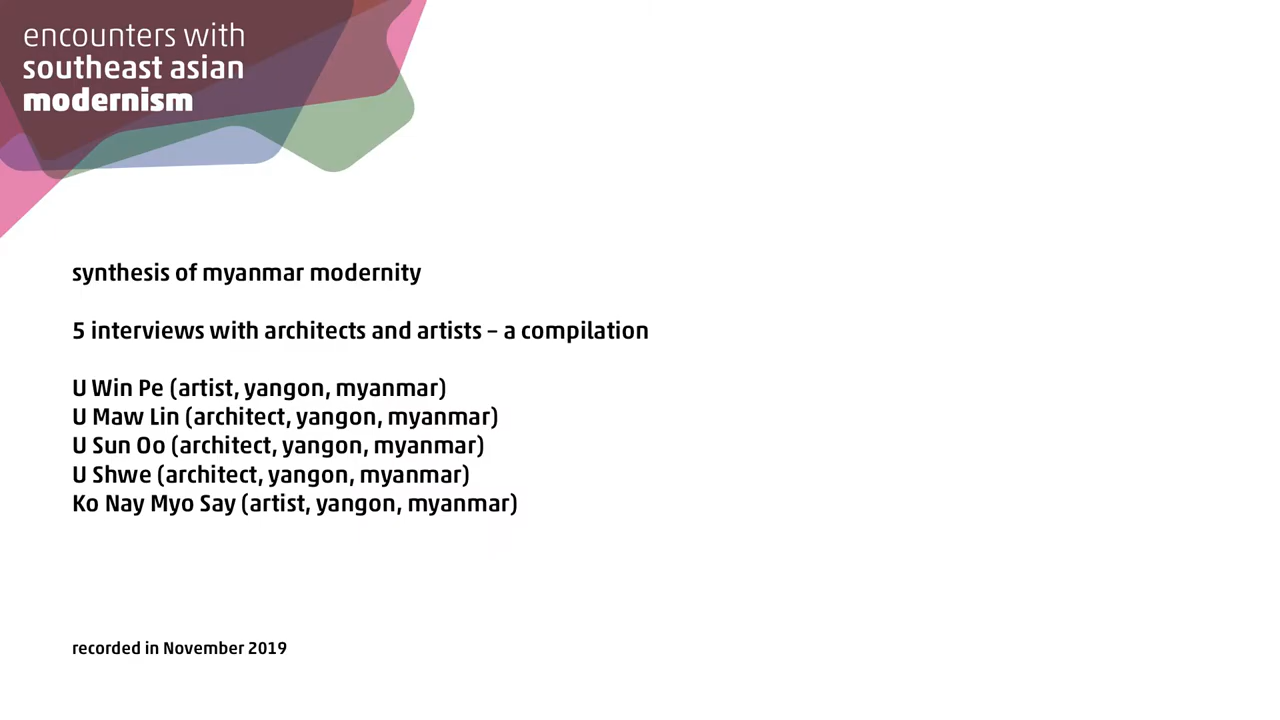 encounters with
southeast asian
modernism
synthesis of myanmar modernity
5 interviews with architects and artists – a compilation
U Win Pe (artist, yangon, myanmar)
U Maw Lin (architect, yangon, myanmar)
U Sun Oo (architect, yangon, myanmar)
U Shwe (architect, yangon, myanmar)
Ko Nay Myo Say (artist, yangon, myanmar)
recorded in November 2019